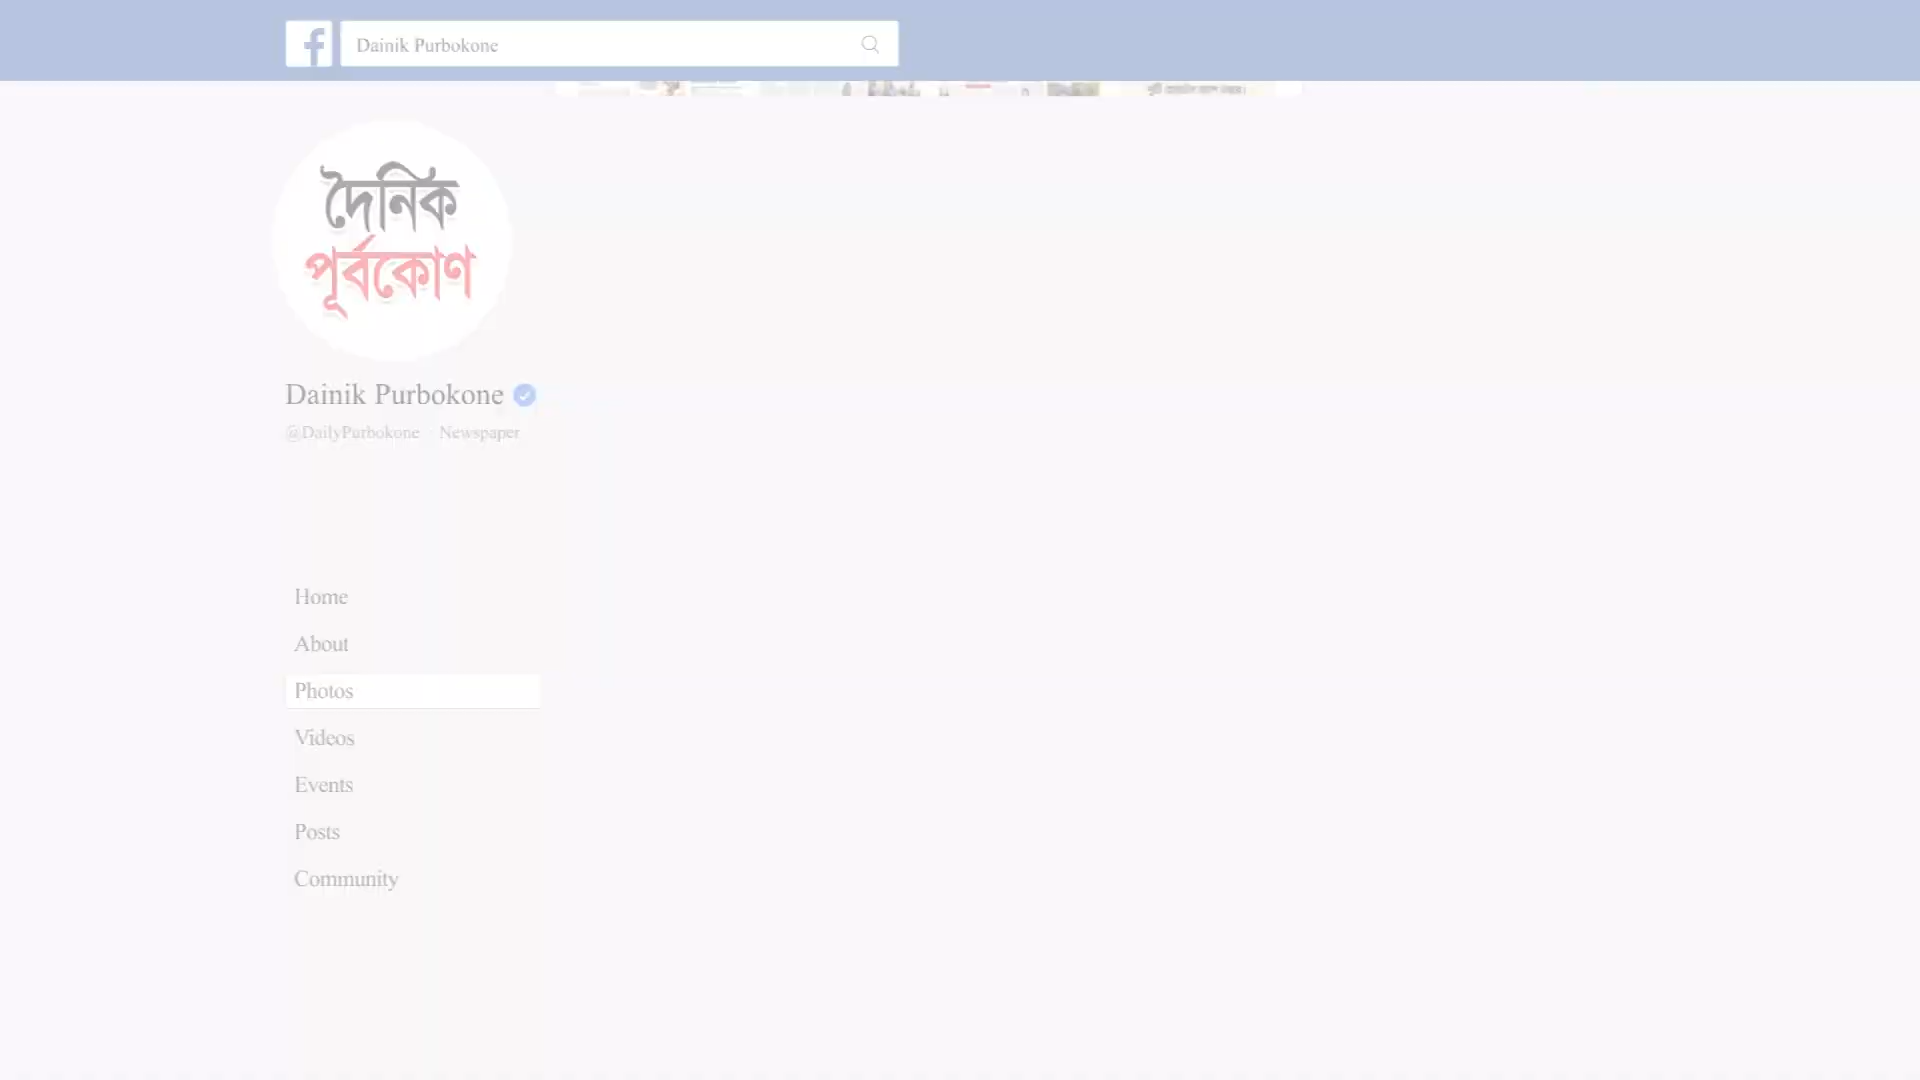 Dainik Purbokone
দৈনিক
পূর্বকোণ
Dainik Purbokone
@DailyPurbokone Newspaper
Home
About
Photos
Videos
Events
Posts
Community